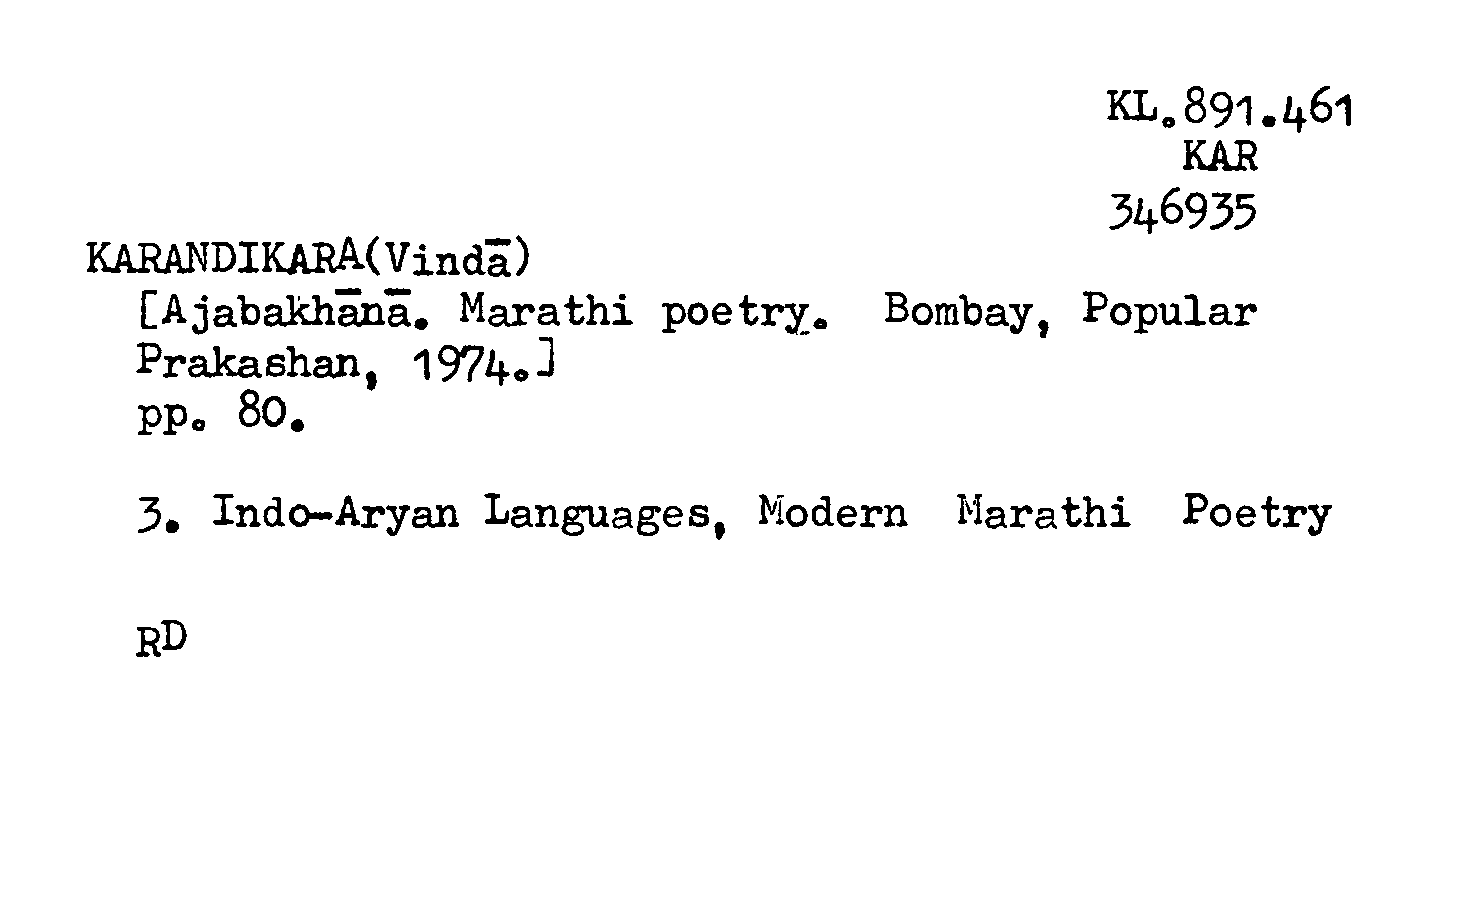 KL.891.461
KAR
346935
KARANDIKARA(Vindā)
[Ajabakhānā. Marathi poetry. Bombay, Popular
Prakashan, 1974.]
pp. 80.
3. Indo-Aryan Languages, Modern Marathi Poetry
RD